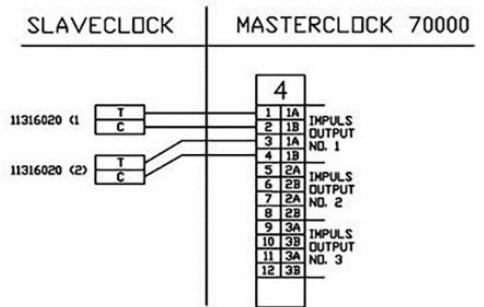 SLAVECLOCK
MASTERCLOCK 70000
4
11316020 (1
T
C
11316020 (2)
T
C
1 1A
2 1B
3 1A
4 1B
IMPULS
OUTPUT
NO. 1
5 2A
6 2B
7 2A
8 2B
IMPULS
OUTPUT
NO. 2
9 3A
10 3B
11 3A
12 3B
IMPULS
OUTPUT
NO. 3